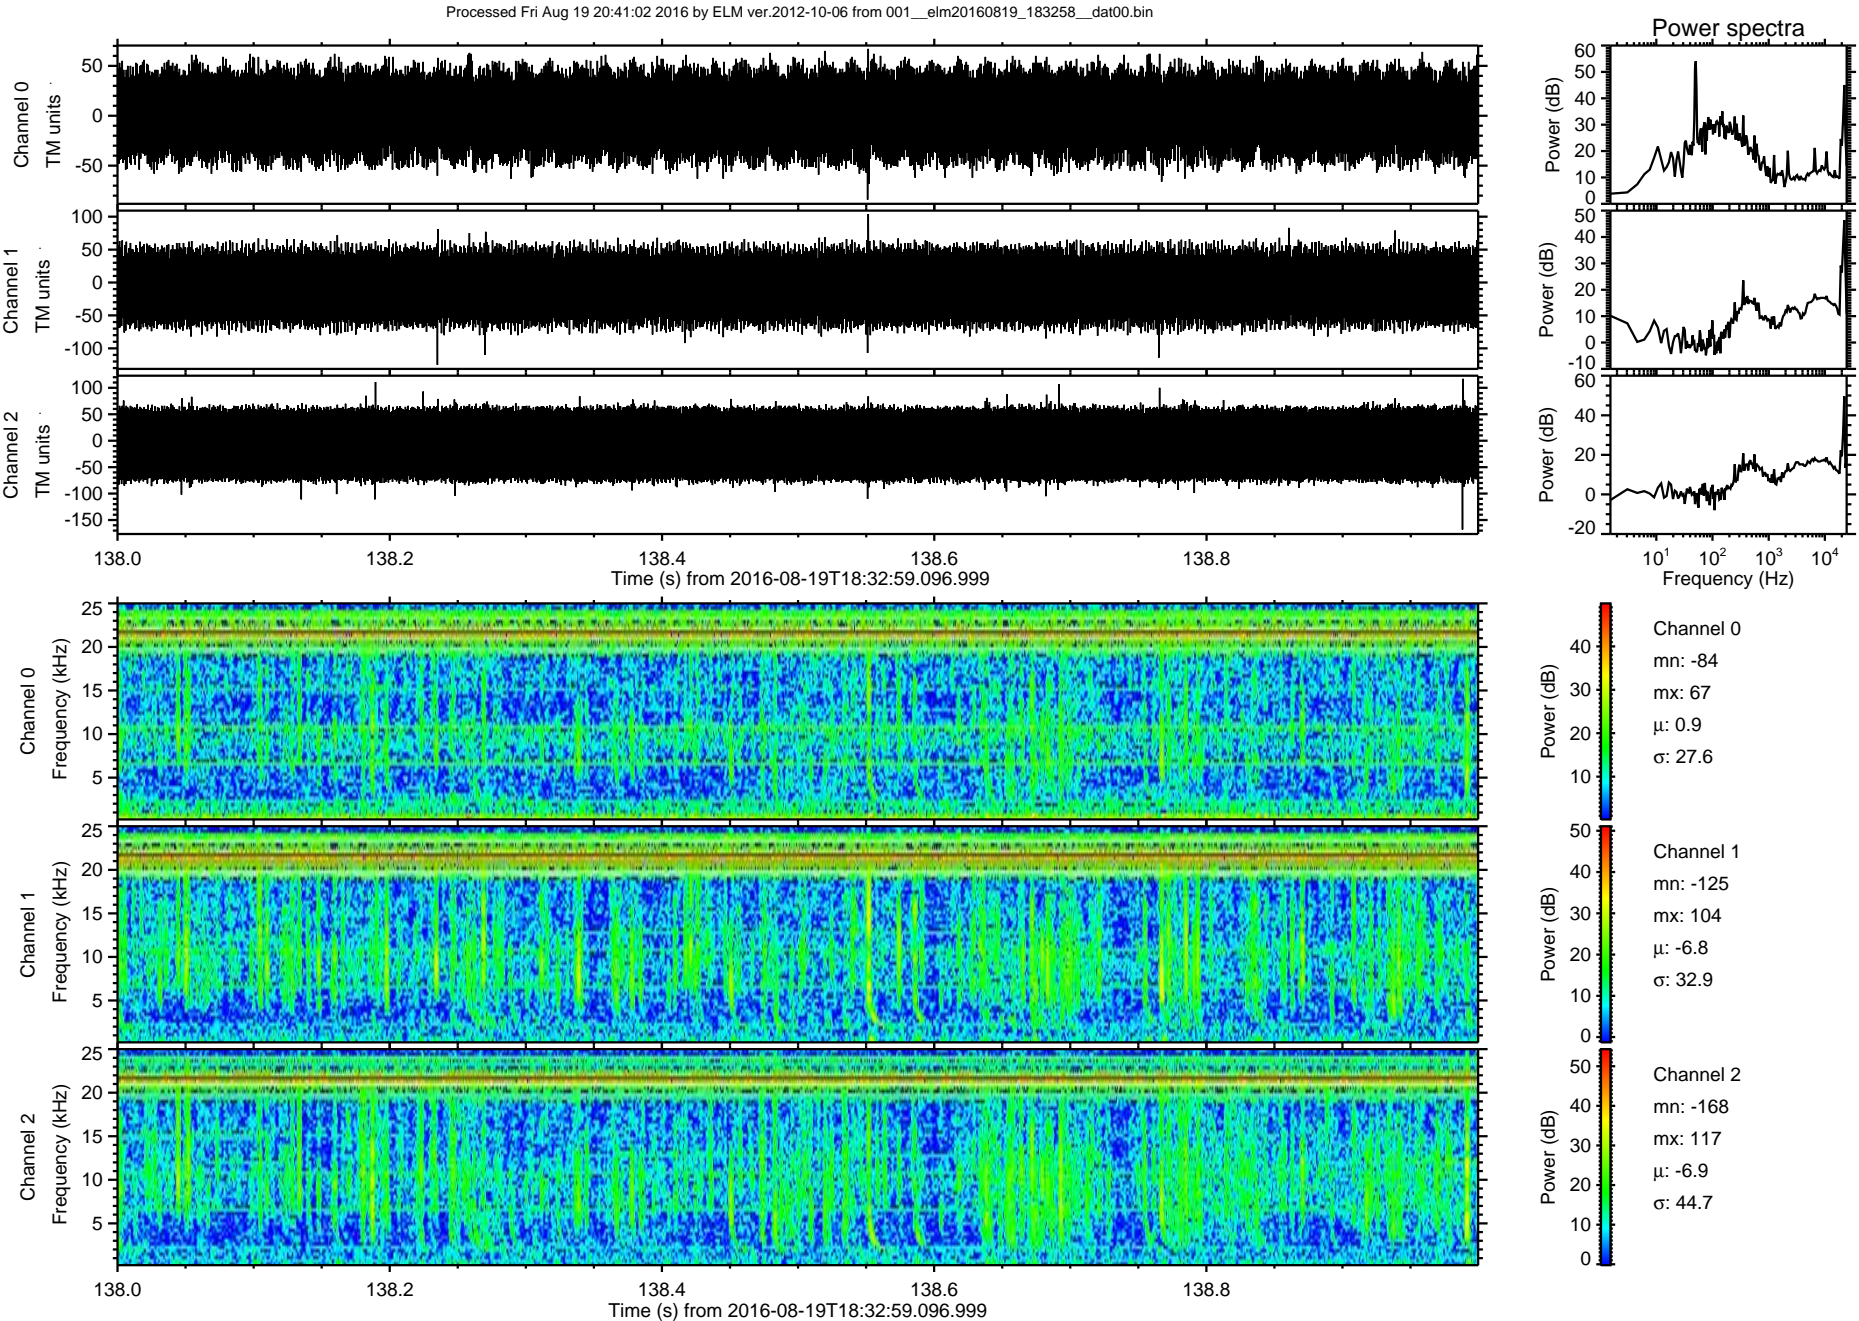 Processed Fri Aug 19 20:41:02 2016 by ELM ver.2012-10-06 from 001__elm20160819_183258__dat00.bin
Power spectra
Channel 0
TM units
50
0
-50
Power (dB)
60
50
40
30
20
10
0
Channel 1
TM units
100
50
0
-50
-100
Power (dB)
50
40
30
20
10
0
-10
Channel 2
TM units
100
50
0
-50
-100
-150
Power (dB)
60
40
20
0
-20
138.0 138.2 138.4 138.6 138.8
Time (s) from 2016-08-19T18:32:59.096.999
10¹ 10² 10³ 10⁴
Frequency (Hz)
Channel 0
Frequency (kHz)
25
20
15
10
5
Power (dB)
40
30
20
10
Channel 0
mn: -84
mx: 67
μ: 0.9
σ: 27.6
Channel 1
Frequency (kHz)
25
20
15
10
5
Power (dB)
50
40
30
20
10
0
Channel 1
mn: -125
mx: 104
μ: -6.8
σ: 32.9
Channel 2
Frequency (kHz)
25
20
15
10
5
Power (dB)
50
40
30
20
10
0
Channel 2
mn: -168
mx: 117
μ: -6.9
σ: 44.7
138.0 138.2 138.4 138.6 138.8
Time (s) from 2016-08-19T18:32:59.096.999